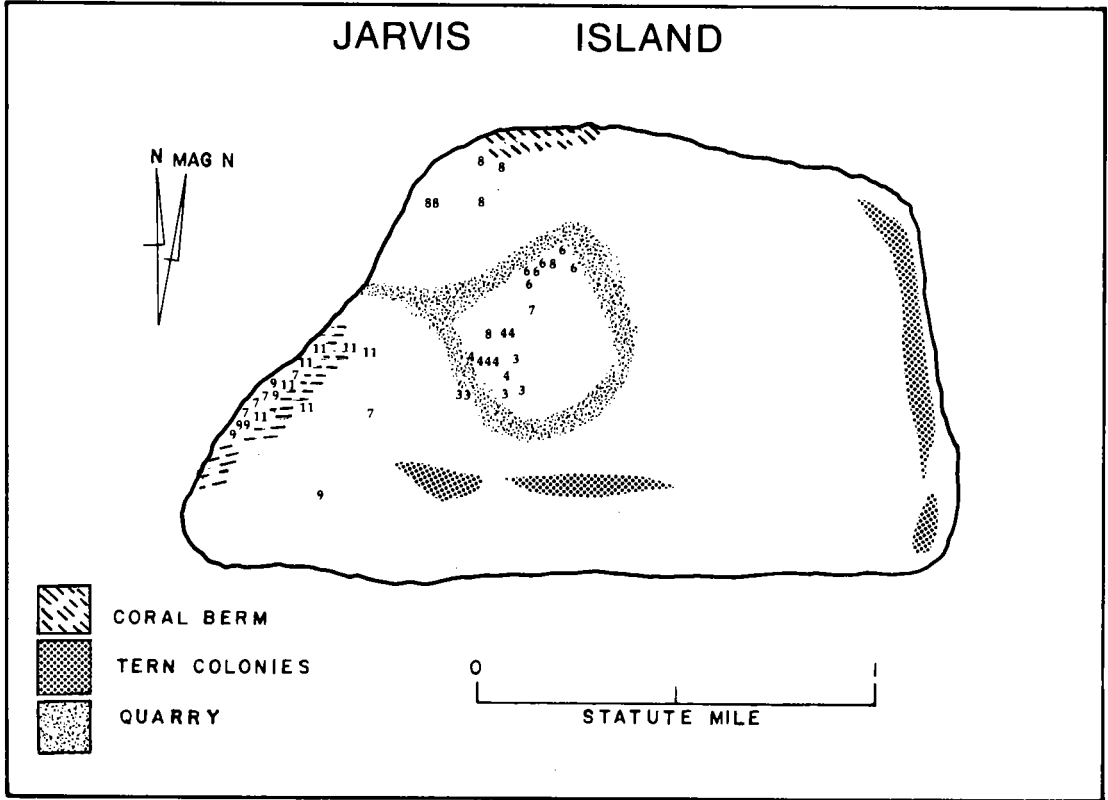 JARVIS ISLAND
N MAG N
8 8
88 8
6
6 8 6
6 6
6
7
8 44
4 444 3
4
33 3 3
11 11 11
11
7
9 11
7 9
7 11 11
7
99
9
7
9
CORAL BERM
TERN COLONIES
QUARRY
0 1
STATUTE MILE